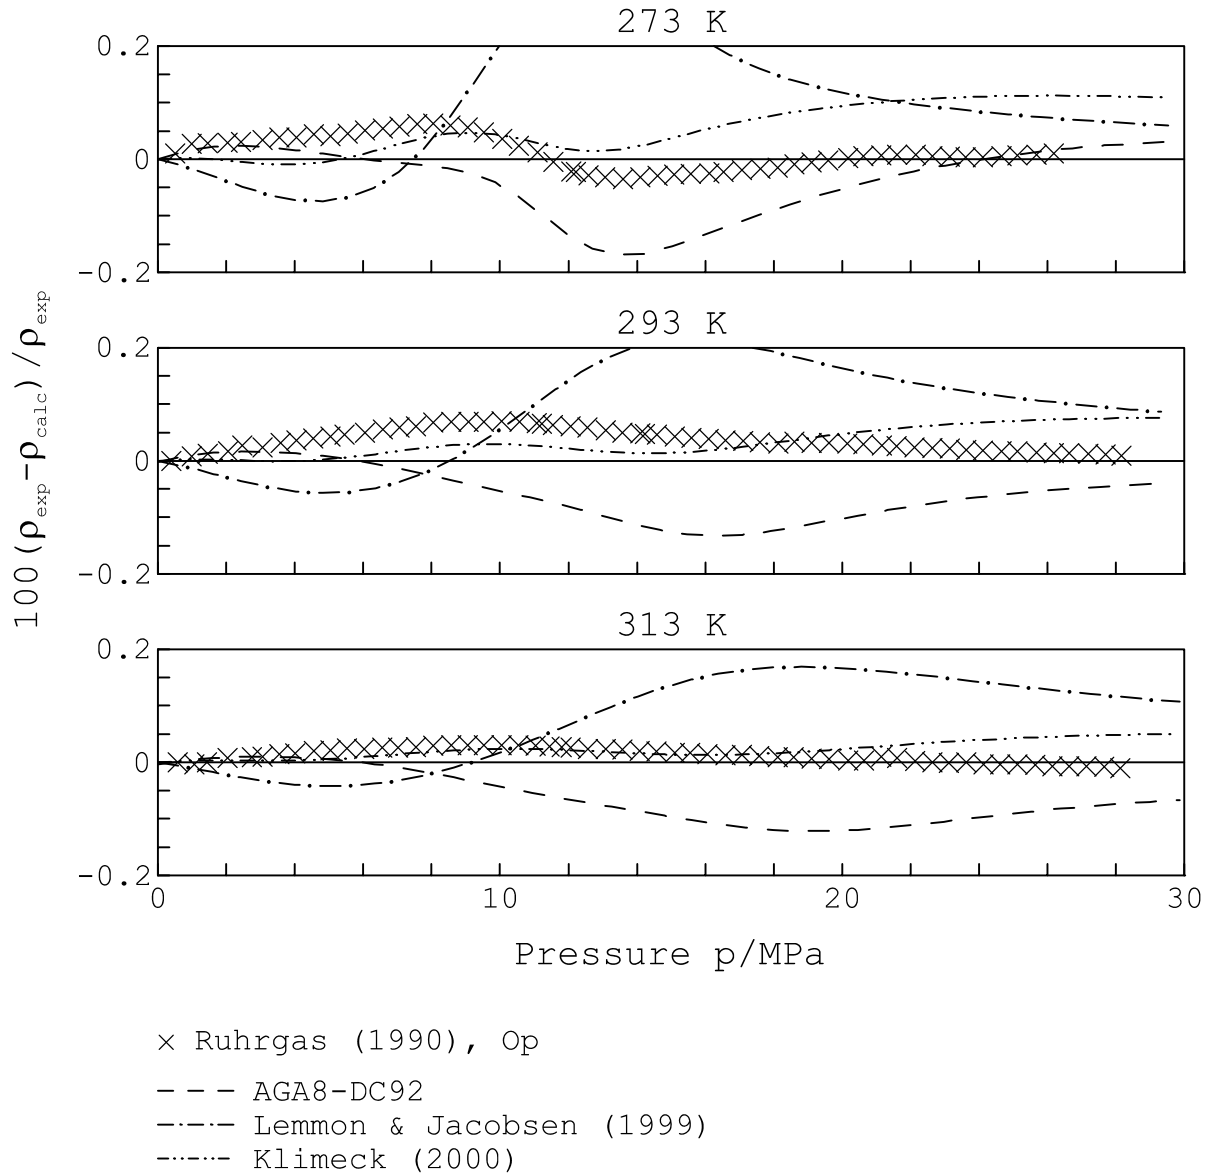 273 K
0.2
0
-0.2
293 K
0.2
0
-0.2
313 K
0.2
0
-0.2
0 10 20 30
100(ρexp−ρcalc)/ρexp
Pressure p/MPa
× Ruhrgas (1990), Op
AGA8-DC92
Lemmon & Jacobsen (1999)
Klimeck (2000)